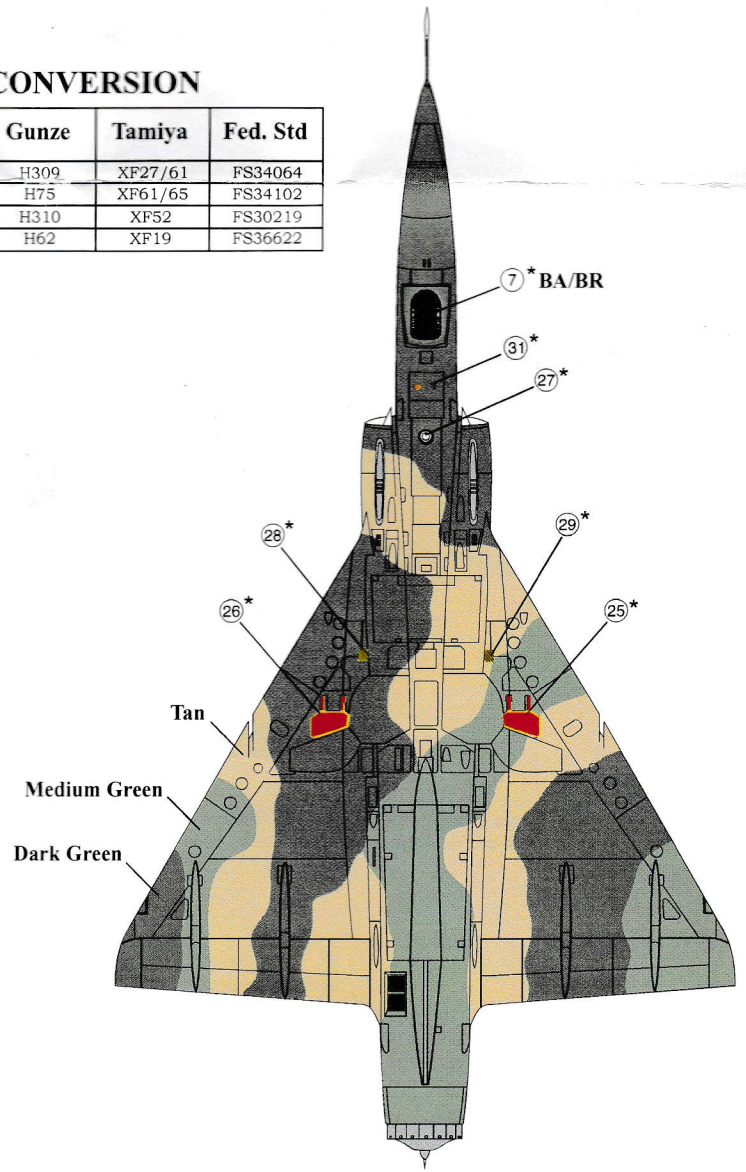 CONVERSION
Gunze Tamiya Fed. Std
H309 XF27/61 FS34064
H75 XF61/65 FS34102
H310 XF52 FS30219
H62 XF19 FS36622
7 * BA/BR
31 *
27 *
28 *
29 *
26 *
25 *
Tan
Medium Green
Dark Green